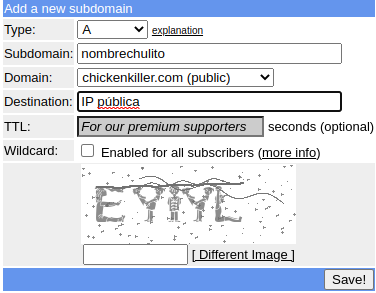 Add a new subdomain
Type: A explanation
Subdomain: nombrechulito
Domain: chickenkiller.com (public)
Destination: IP pública
TTL: For our premium supporters seconds (optional)
Wildcard: Enabled for all subscribers (more info)
[ Different Image ]
Save!